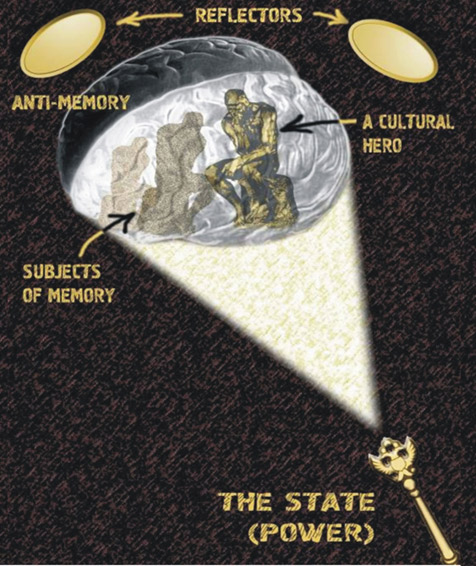 REFLECTORS
ANTI-MEMORY
A CULTURAL
HERO
SUBJECTS
OF MEMORY
THE STATE
(POWER)